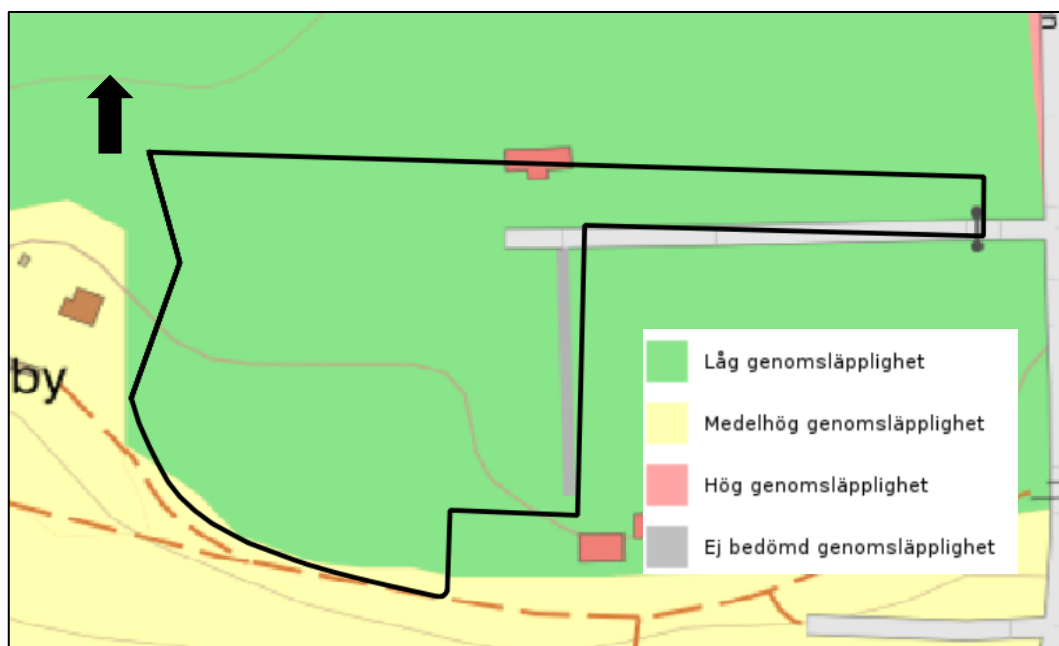 by
Låg genomsläpplighet
Medelhög genomsläpplighet
Hög genomsläpplighet
Ej bedömd genomsläpplighet